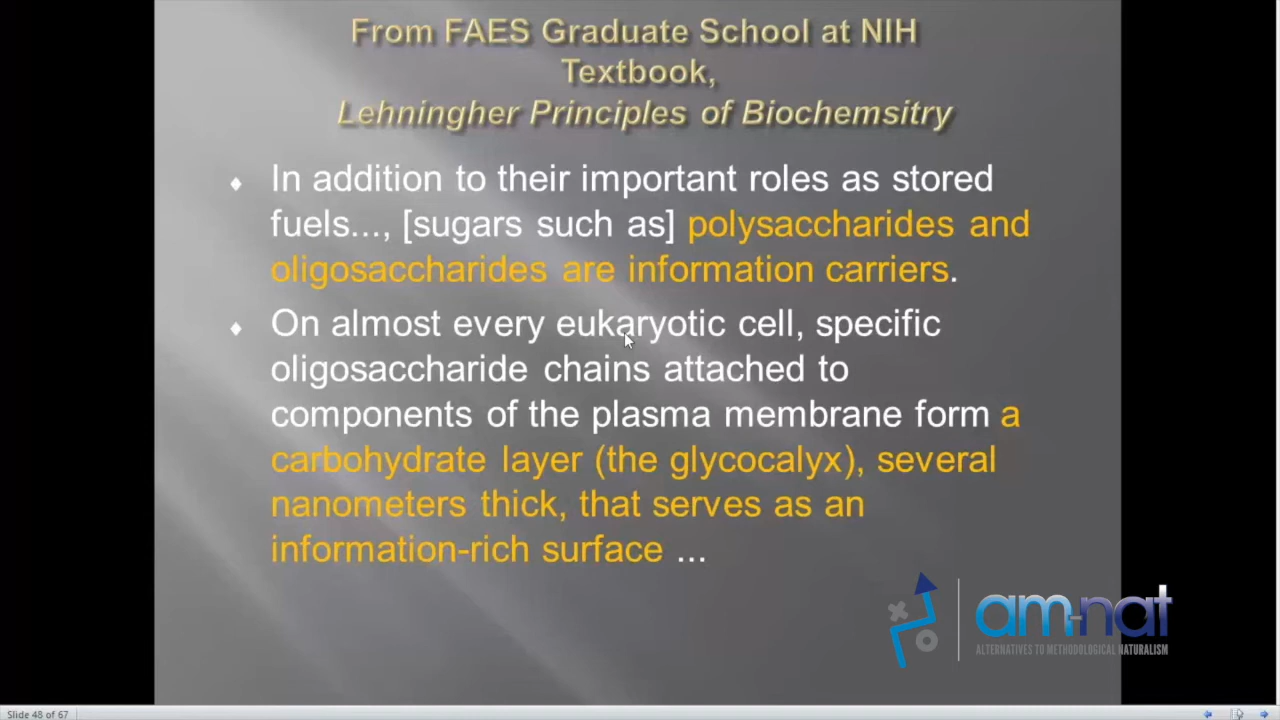 From FAES Graduate School at NIH
Textbook,
Lehningher Principles of Biochemsitry
♦ In addition to their important roles as stored
fuels..., [sugars such as] polysaccharides and
oligosaccharides are information carriers.
♦ On almost every eukaryotic cell, specific
oligosaccharide chains attached to
components of the plasma membrane form a
carbohydrate layer (the glycocalyx), several
nanometers thick, that serves as an
information-rich surface ...
am-nat
ALTERNATIVES TO METHODOLOGICAL NATURALISM
Slide 48 of 67